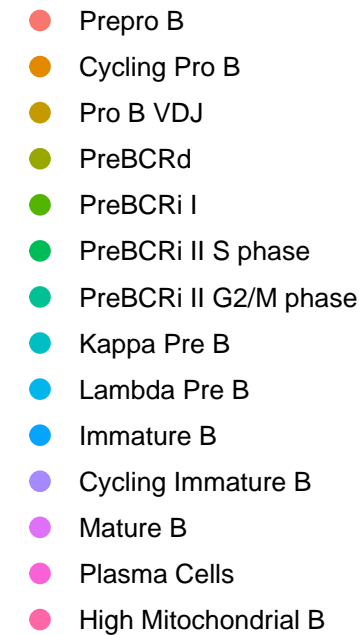 Prepro B
Cycling Pro B
Pro B VDJ
PreBCRd
PreBCRi I
PreBCRi II S phase
PreBCRi II G2/M phase
Kappa Pre B
Lambda Pre B
Immature B
Cycling Immature B
Mature B
Plasma Cells
High Mitochondrial B